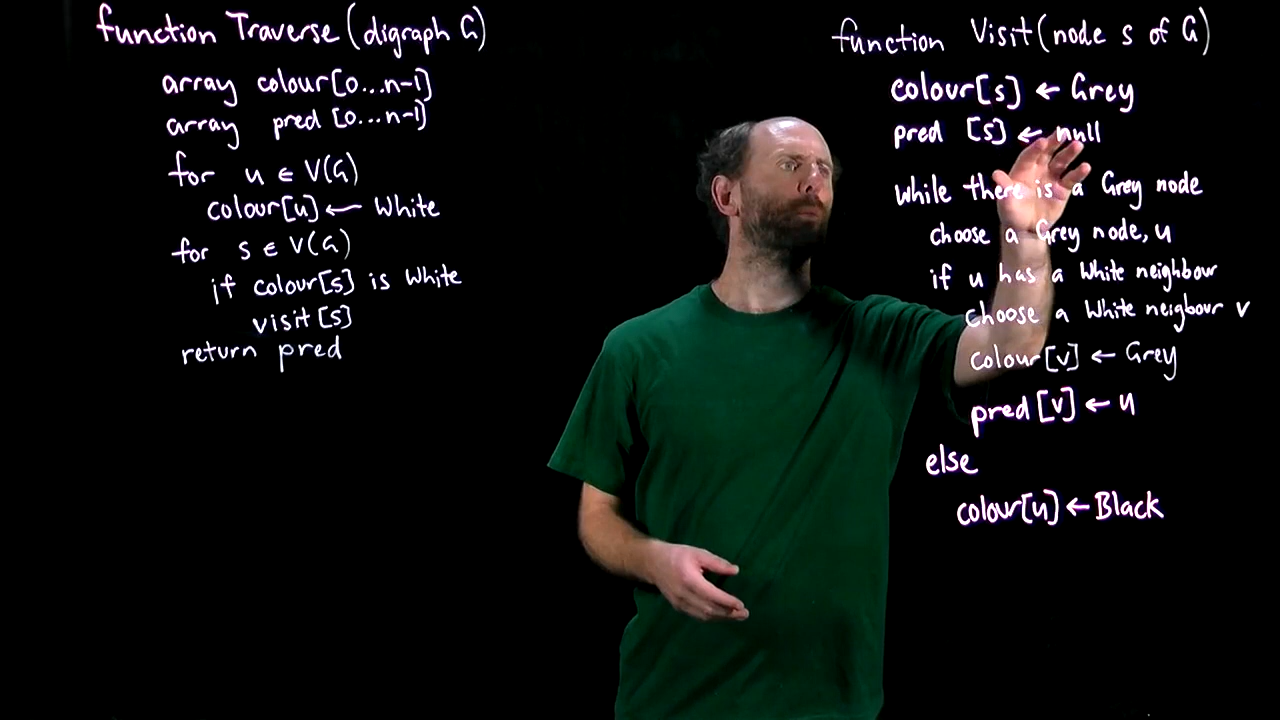 function Traverse (digraph G)
array colour[0...n-1]
array pred [0...n-1]
for u ∈ V(G)
colour[u] ← White
for s ∈ V(G)
if colour[s] is White
visit[s]
return pred
function Visit(node s of G)
colour[s] ← Grey
pred [s] ← null
while there is a Grey node
choose a Grey node, u
if u has a White neighbour
choose a White neigbour v
colour[v] ← Grey
pred[v] ← u
else
colour[u] ← Black